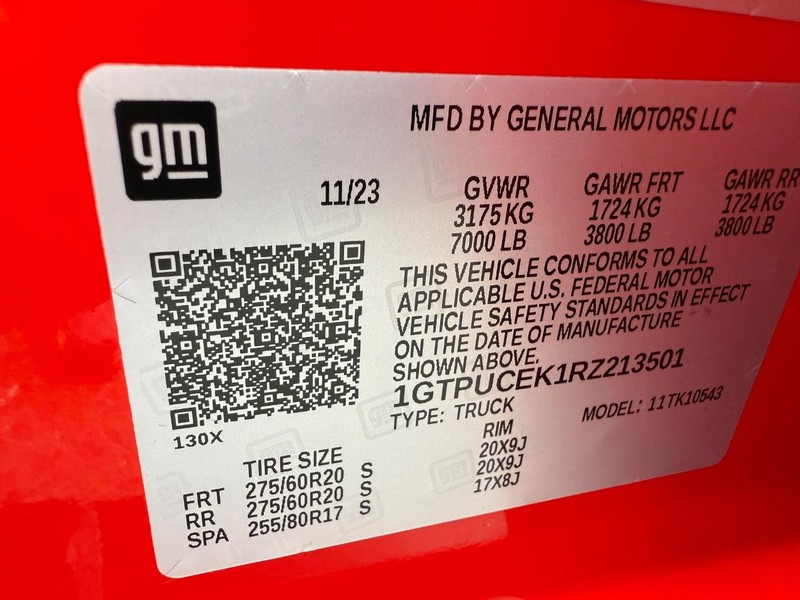 gm
MFD BY GENERAL MOTORS LLC
11/23 GVWR GAWR FRT GAWR RR
3175 KG 1724 KG 1724 KG
7000 LB 3800 LB 3800 LB
THIS VEHICLE CONFORMS TO ALL
APPLICABLE U.S. FEDERAL MOTOR
VEHICLE SAFETY STANDARDS IN EFFECT
ON THE DATE OF MANUFACTURE
SHOWN ABOVE.
1GTPUCEK1RZ213501
TYPE: TRUCK MODEL: 11TK10543
130X
TIRE SIZE RIM
FRT 275/60R20 S 20X9J
RR 275/60R20 S 20X9J
SPA 255/80R17 S 17X8J